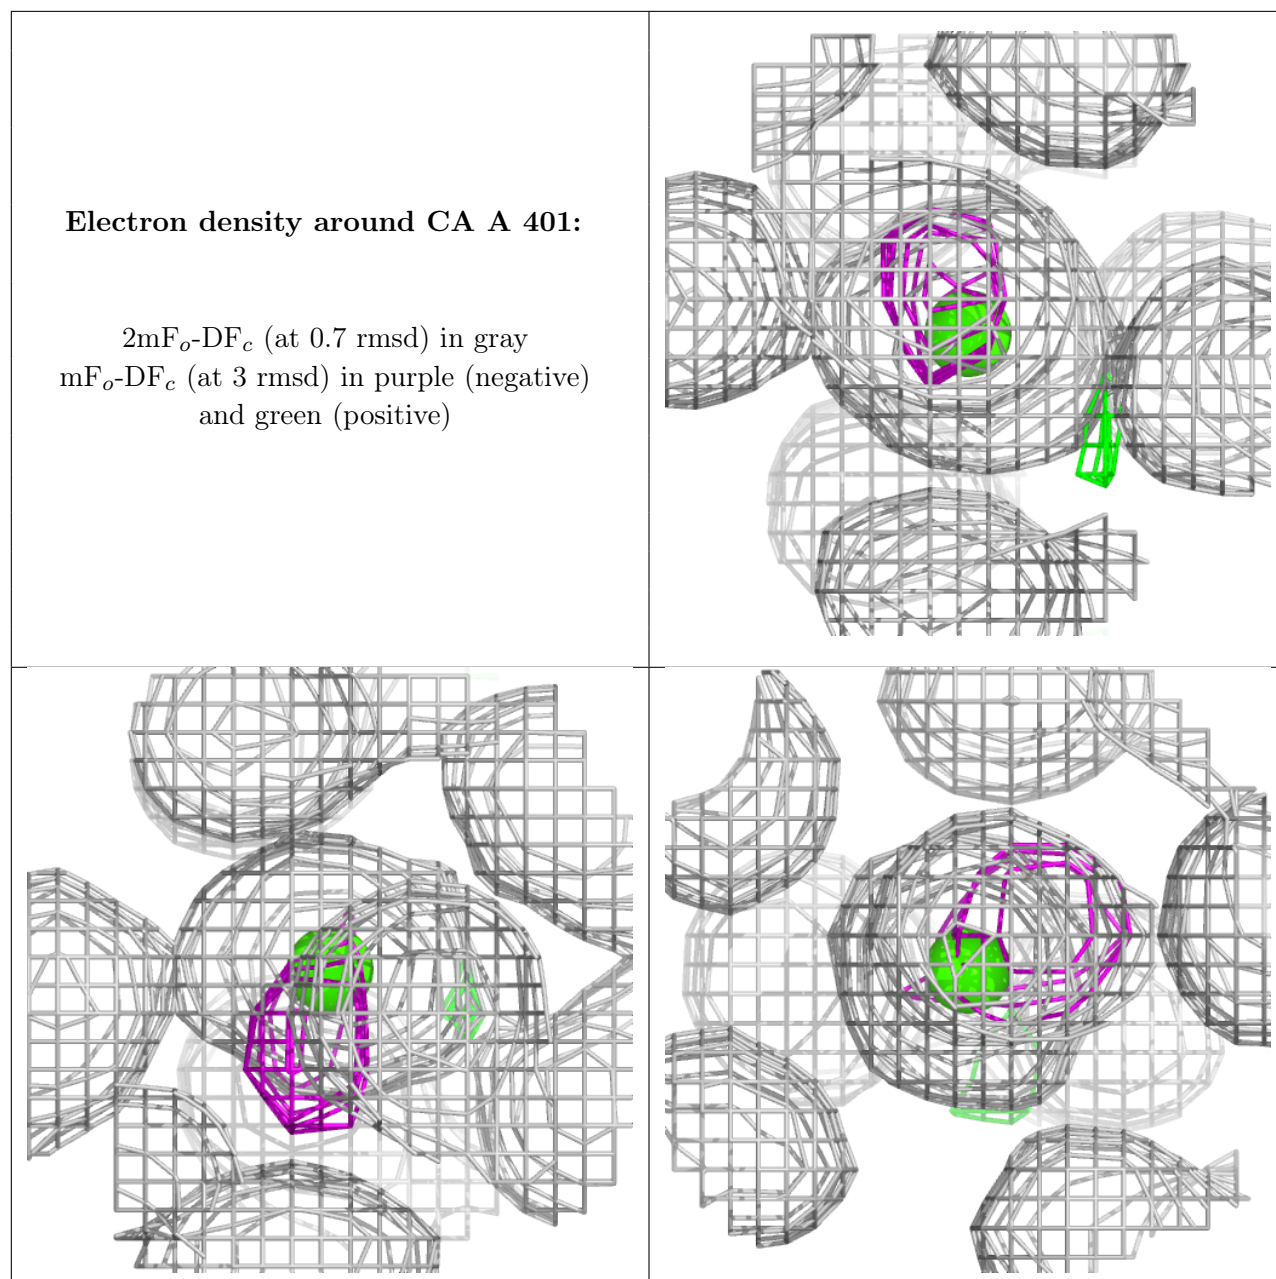 Electron density around CA A 401:
2mFo-DFc (at 0.7 rmsd) in gray
mFo-DFc (at 3 rmsd) in purple (negative)
and green (positive)